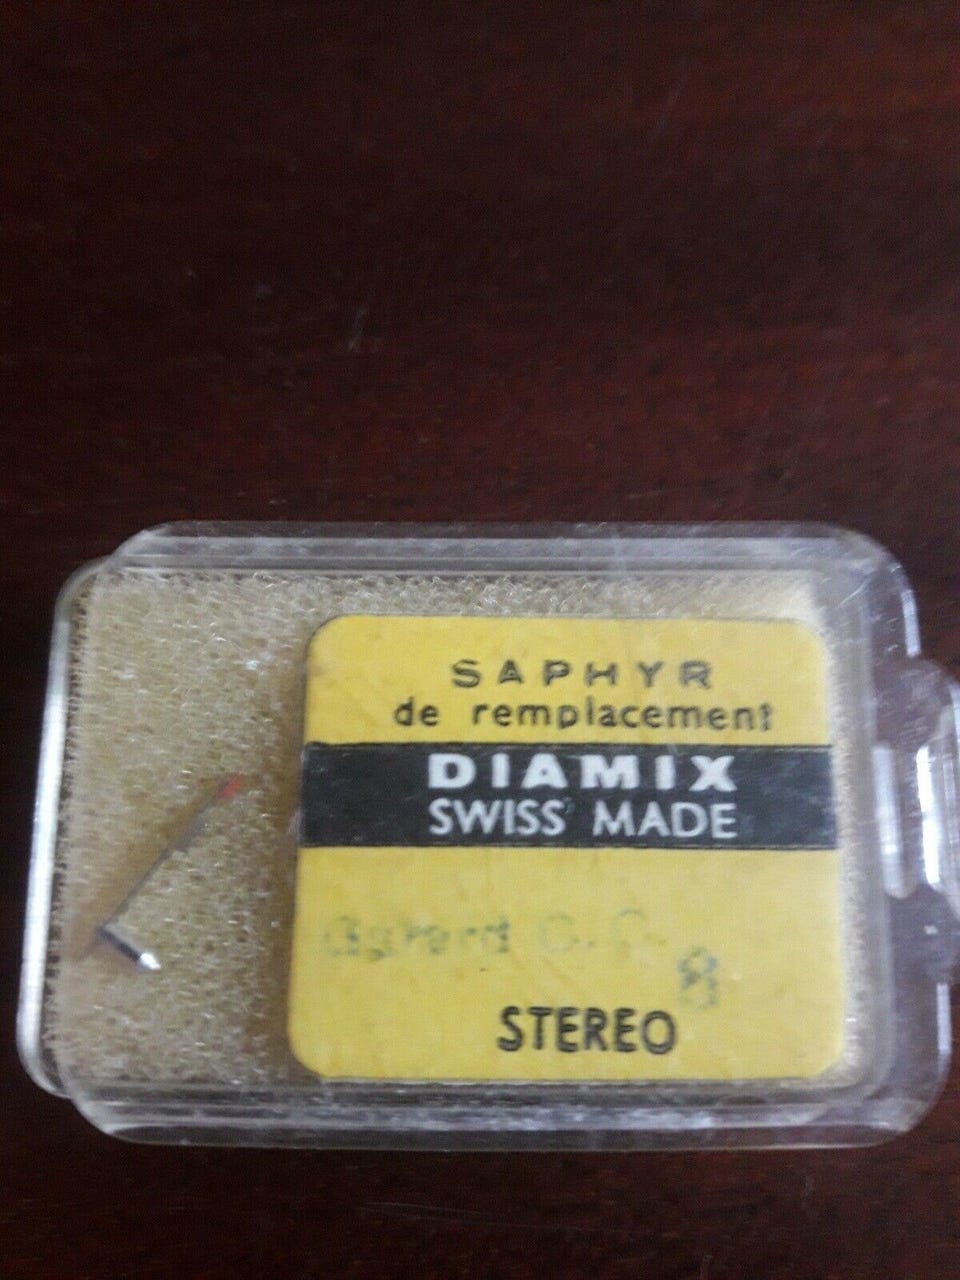 SAPHYR
de remplacement
DIAMIX
SWISS MADE
8
STEREO